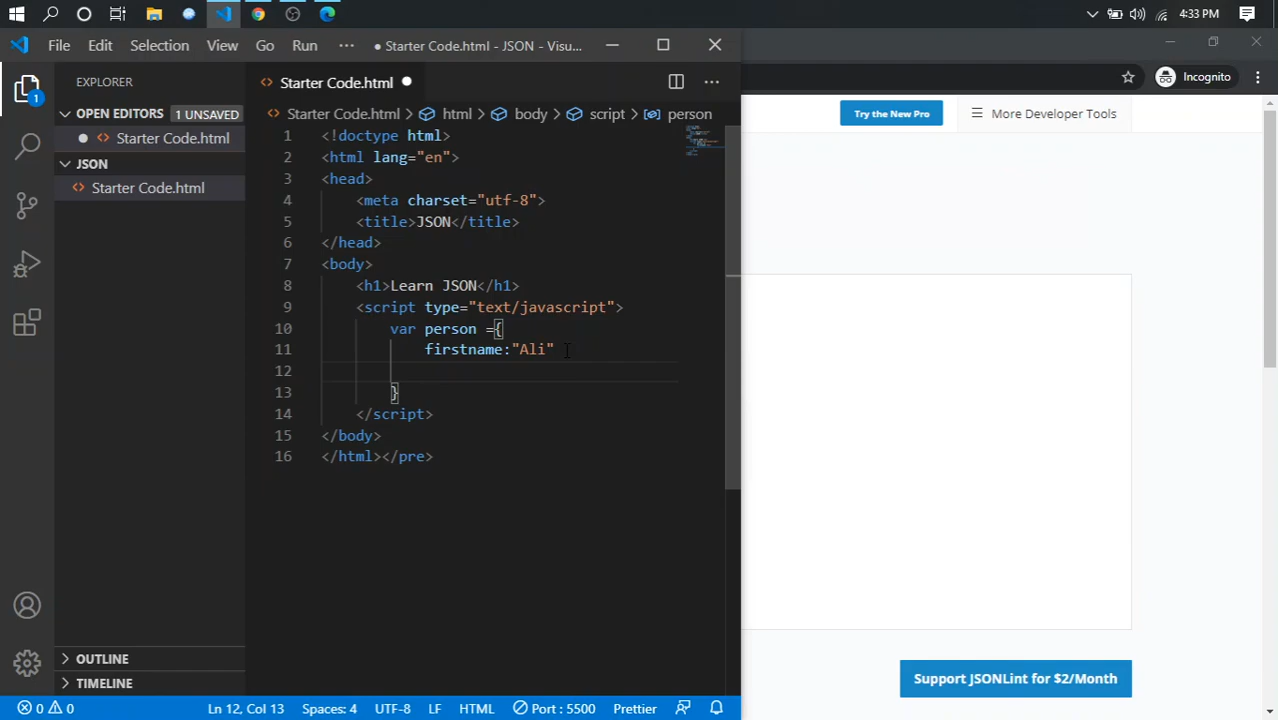 4:33 PM
File Edit Selection View Go Run ··· ● Starter Code.html - JSON - Visu...
Incognito
EXPLORER
Starter Code.html
OPEN EDITORS 1 UNSAVED
Starter Code.html
JSON
Starter Code.html
Starter Code.html › html › body › script › person
1 <!doctype html>
2 <html lang="en">
3 <head>
4 <meta charset="utf-8">
5 <title>JSON</title>
6 </head>
7 <body>
8 <h1>Learn JSON</h1>
9 <script type="text/javascript">
10 var person ={
11 firstname:"Ali"
12
13 }
14 </script>
15 </body>
16 </html></pre>
1
Try the New Pro
More Developer Tools
Support JSONLint for $2/Month
OUTLINE
TIMELINE
0 0 Ln 12, Col 13 Spaces: 4 UTF-8 LF HTML Port : 5500 Prettier